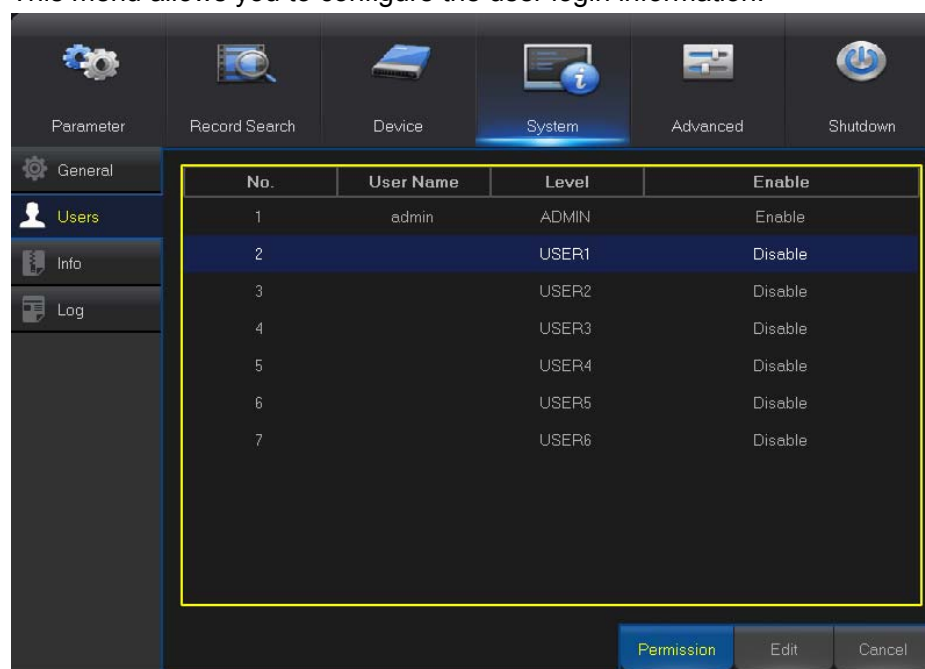 This menu allows you to configure the user login information.
Parameter Record Search Device System Advanced Shutdown
General
Users
Info
Log
No. User Name Level Enable
1 admin ADMIN Enable
2 USER1 Disable
3 USER2 Disable
4 USER3 Disable
5 USER4 Disable
6 USER5 Disable
7 USER6 Disable
Permission Edit Cancel